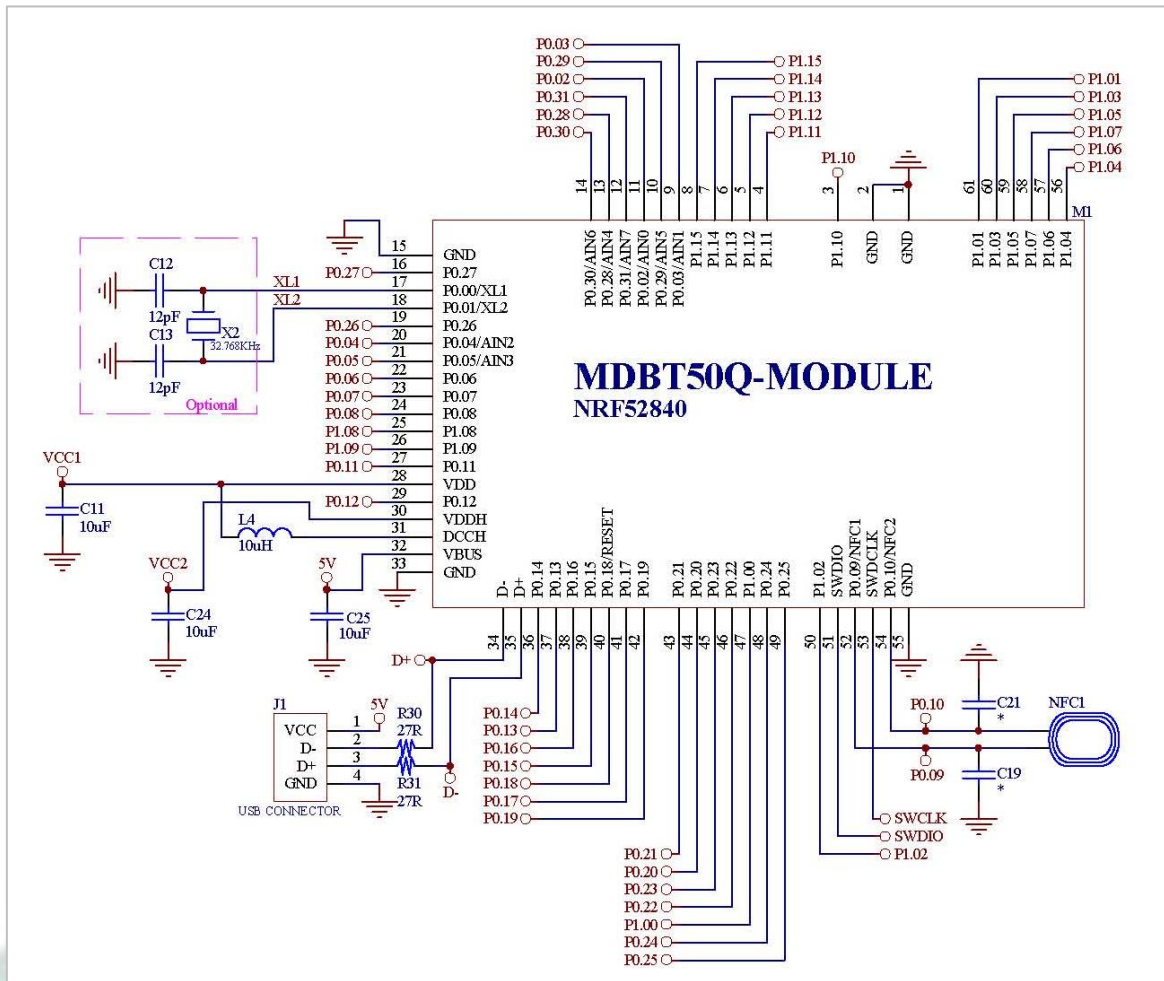 P0.03
P0.29
P0.02
P0.31
P0.28
P0.30
P1.15
P1.14
P1.13
P1.12
P1.11
P1.10
P1.01
P1.03
P1.05
P1.07
P1.06
P1.04
14
13
12
11
10
9
8
7
6
5
4
3
2
1
61
60
59
58
57
56
M1
P0.30/AIN6
P0.28/AIN4
P0.31/AIN7
P0.02/AIN0
P0.29/AIN5
P0.03/AIN1
P1.15
P1.14
P1.13
P1.12
P1.11
P1.10
GND
GND
P1.01
P1.03
P1.05
P1.07
P1.06
P1.04
15 GND
P0.27 16 P0.27
XL1 17 P0.00/XL1
XL2 18 P0.01/XL2
P0.26 19 P0.26
P0.04 20 P0.04/AIN2
P0.05 21 P0.05/AIN3
P0.06 22 P0.06
P0.07 23 P0.07
P0.08 24 P0.08
P1.08 25 P1.08
P1.09 26 P1.09
P0.11 27 P0.11
28 VDD
P0.12 29 P0.12
30 VDDH
31 DCCH
32 VBUS
33 GND
C12
12pF
C13
12pF
X2
32.768KHz
Optional
MDBT50Q-MODULE
NRF52840
VCC1
C11
10uF
L4
10uH
VCC2
C24
10uF
5V
C25
10uF
D-
D+
P0.14
P0.13
P0.16
P0.15
P0.18/RESET
P0.17
P0.19
P0.21
P0.20
P0.23
P0.22
P1.00
P0.24
P0.25
P1.02
SWDIO
P0.09/NFC1
SWDCLK
P0.10/NFC2
GND
34
35
36
37
38
39
40
41
42
43
44
45
46
47
48
49
50
51
52
53
54
55
D+
J1
VCC 1 5V
D- 2
D+ 3
GND 4
USB CONNECTOR
R30
27R
R31
27R
D-
P0.14
P0.13
P0.16
P0.15
P0.18
P0.17
P0.19
P0.21
P0.20
P0.23
P0.22
P1.00
P0.24
P0.25
P0.10
P0.09
C21
*
C19
*
NFC1
SWCLK
SWDIO
P1.02